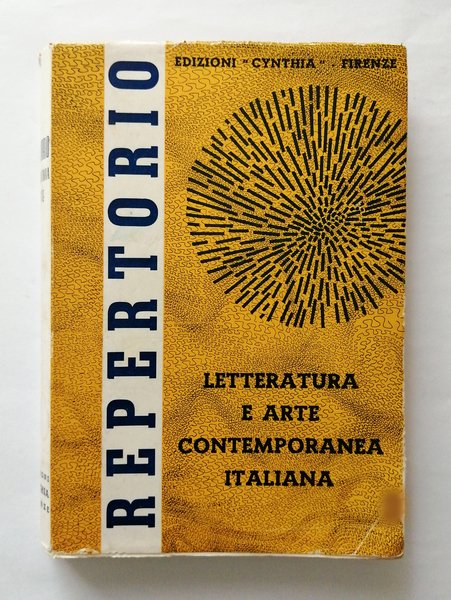 EDIZIONI "CYNTHIA" - FIRENZE
REPERTORIO
LETTERATURA
E ARTE
CONTEMPORANEA
ITALIANA